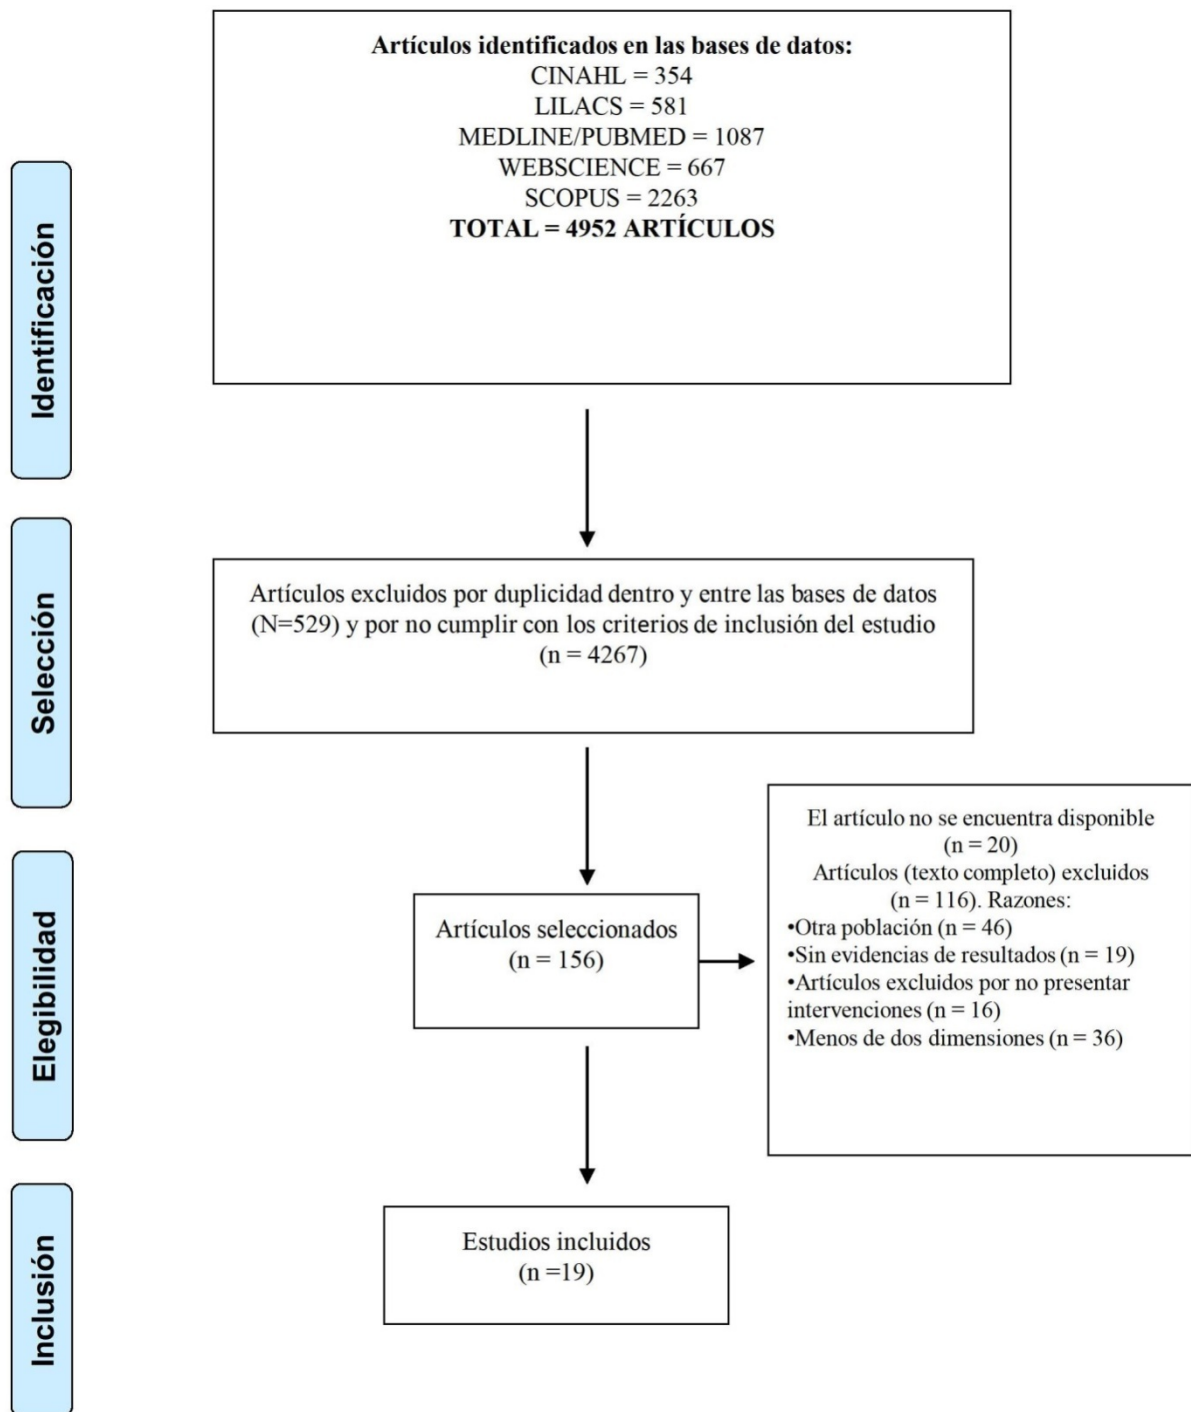 Identificación
Artículos identificados en las bases de datos:
CINAHL = 354
LILACS = 581
MEDLINE/PUBMED = 1087
WEBSCIENCE = 667
SCOPUS = 2263
TOTAL = 4952 ARTÍCULOS
Selección
Artículos excluidos por duplicidad dentro y entre las bases de datos
(N=529) y por no cumplir con los criterios de inclusión del estudio
(n = 4267)
Elegibilidad
Artículos seleccionados
(n = 156)
El artículo no se encuentra disponible
(n = 20)
Artículos (texto completo) excluidos
(n = 116). Razones:
•Otra población (n = 46)
•Sin evidencias de resultados (n = 19)
•Artículos excluidos por no presentar
intervenciones (n = 16)
•Menos de dos dimensiones (n = 36)
Inclusión
Estudios incluidos
(n =19)